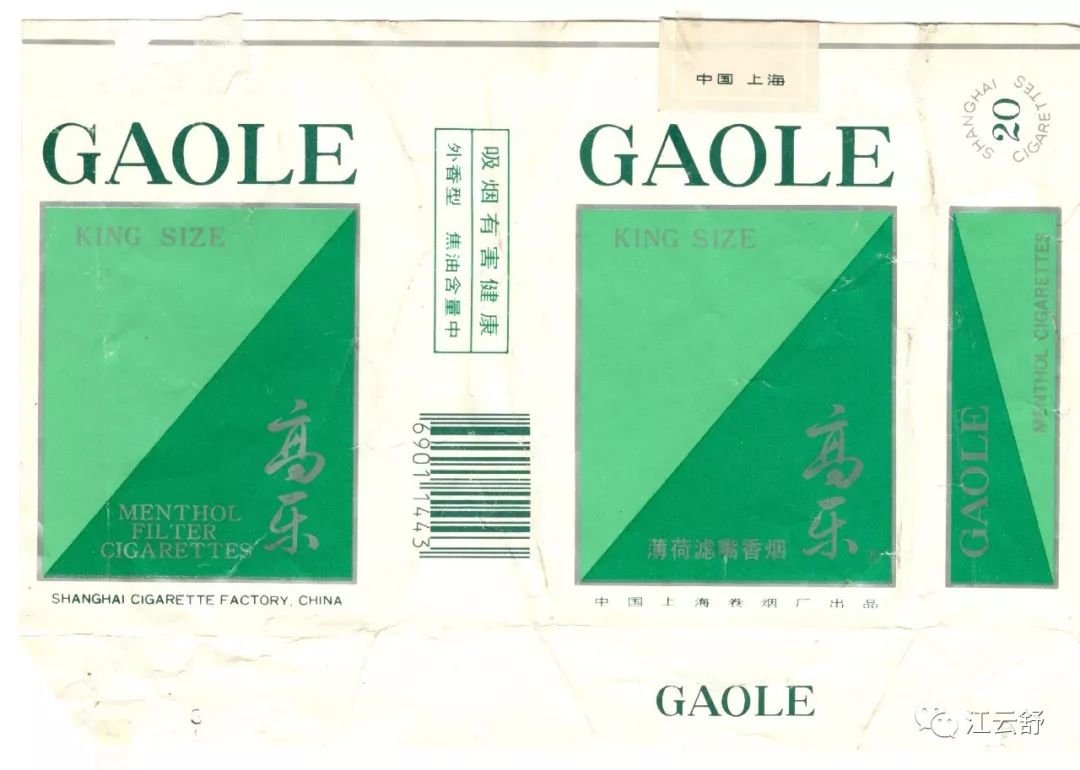 中国 上海
GAOLE
KING SIZE
高乐
MENTHOL
FILTER
CIGARETTES
SHANGHAI CIGARETTE FACTORY, CHINA
吸烟有害健康
外香型 焦油含量中
6901 1443
GAOLE
KING SIZE
高乐
薄荷滤嘴香烟
中国上海卷烟厂出品
SHANGHAI CIGARETTES
20
MENTHOL CIGARETTES
GAOLE
GAOLE
江云舒